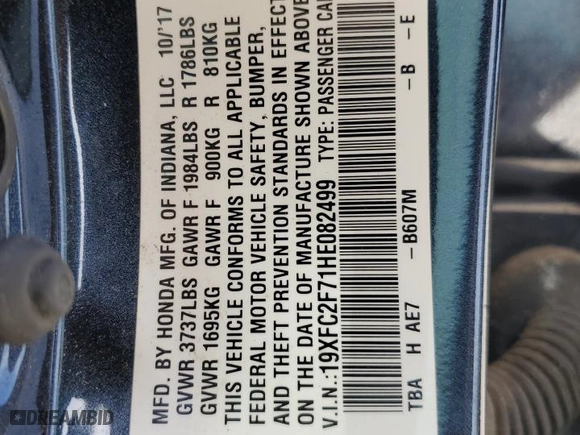 MFD. BY HONDA MFG. OF INDIANA, LLC 10/'17
GVWR 3737LBS GAWR F 1984LBS R 1786LBS
GVWR 1695KG GAWR F 900KG R 810KG
THIS VEHICLE CONFORMS TO ALL APPLICABLE
FEDERAL MOTOR VEHICLE SAFETY, BUMPER,
AND THEFT PREVENTION STANDARDS IN EFFECT
ON THE DATE OF MANUFACTURE SHOWN ABOVE
V.I.N.:19XFC2F71HE082499 TYPE: PASSENGER CAR
TBA H AE7 -B607M -B -E
DREAMBID